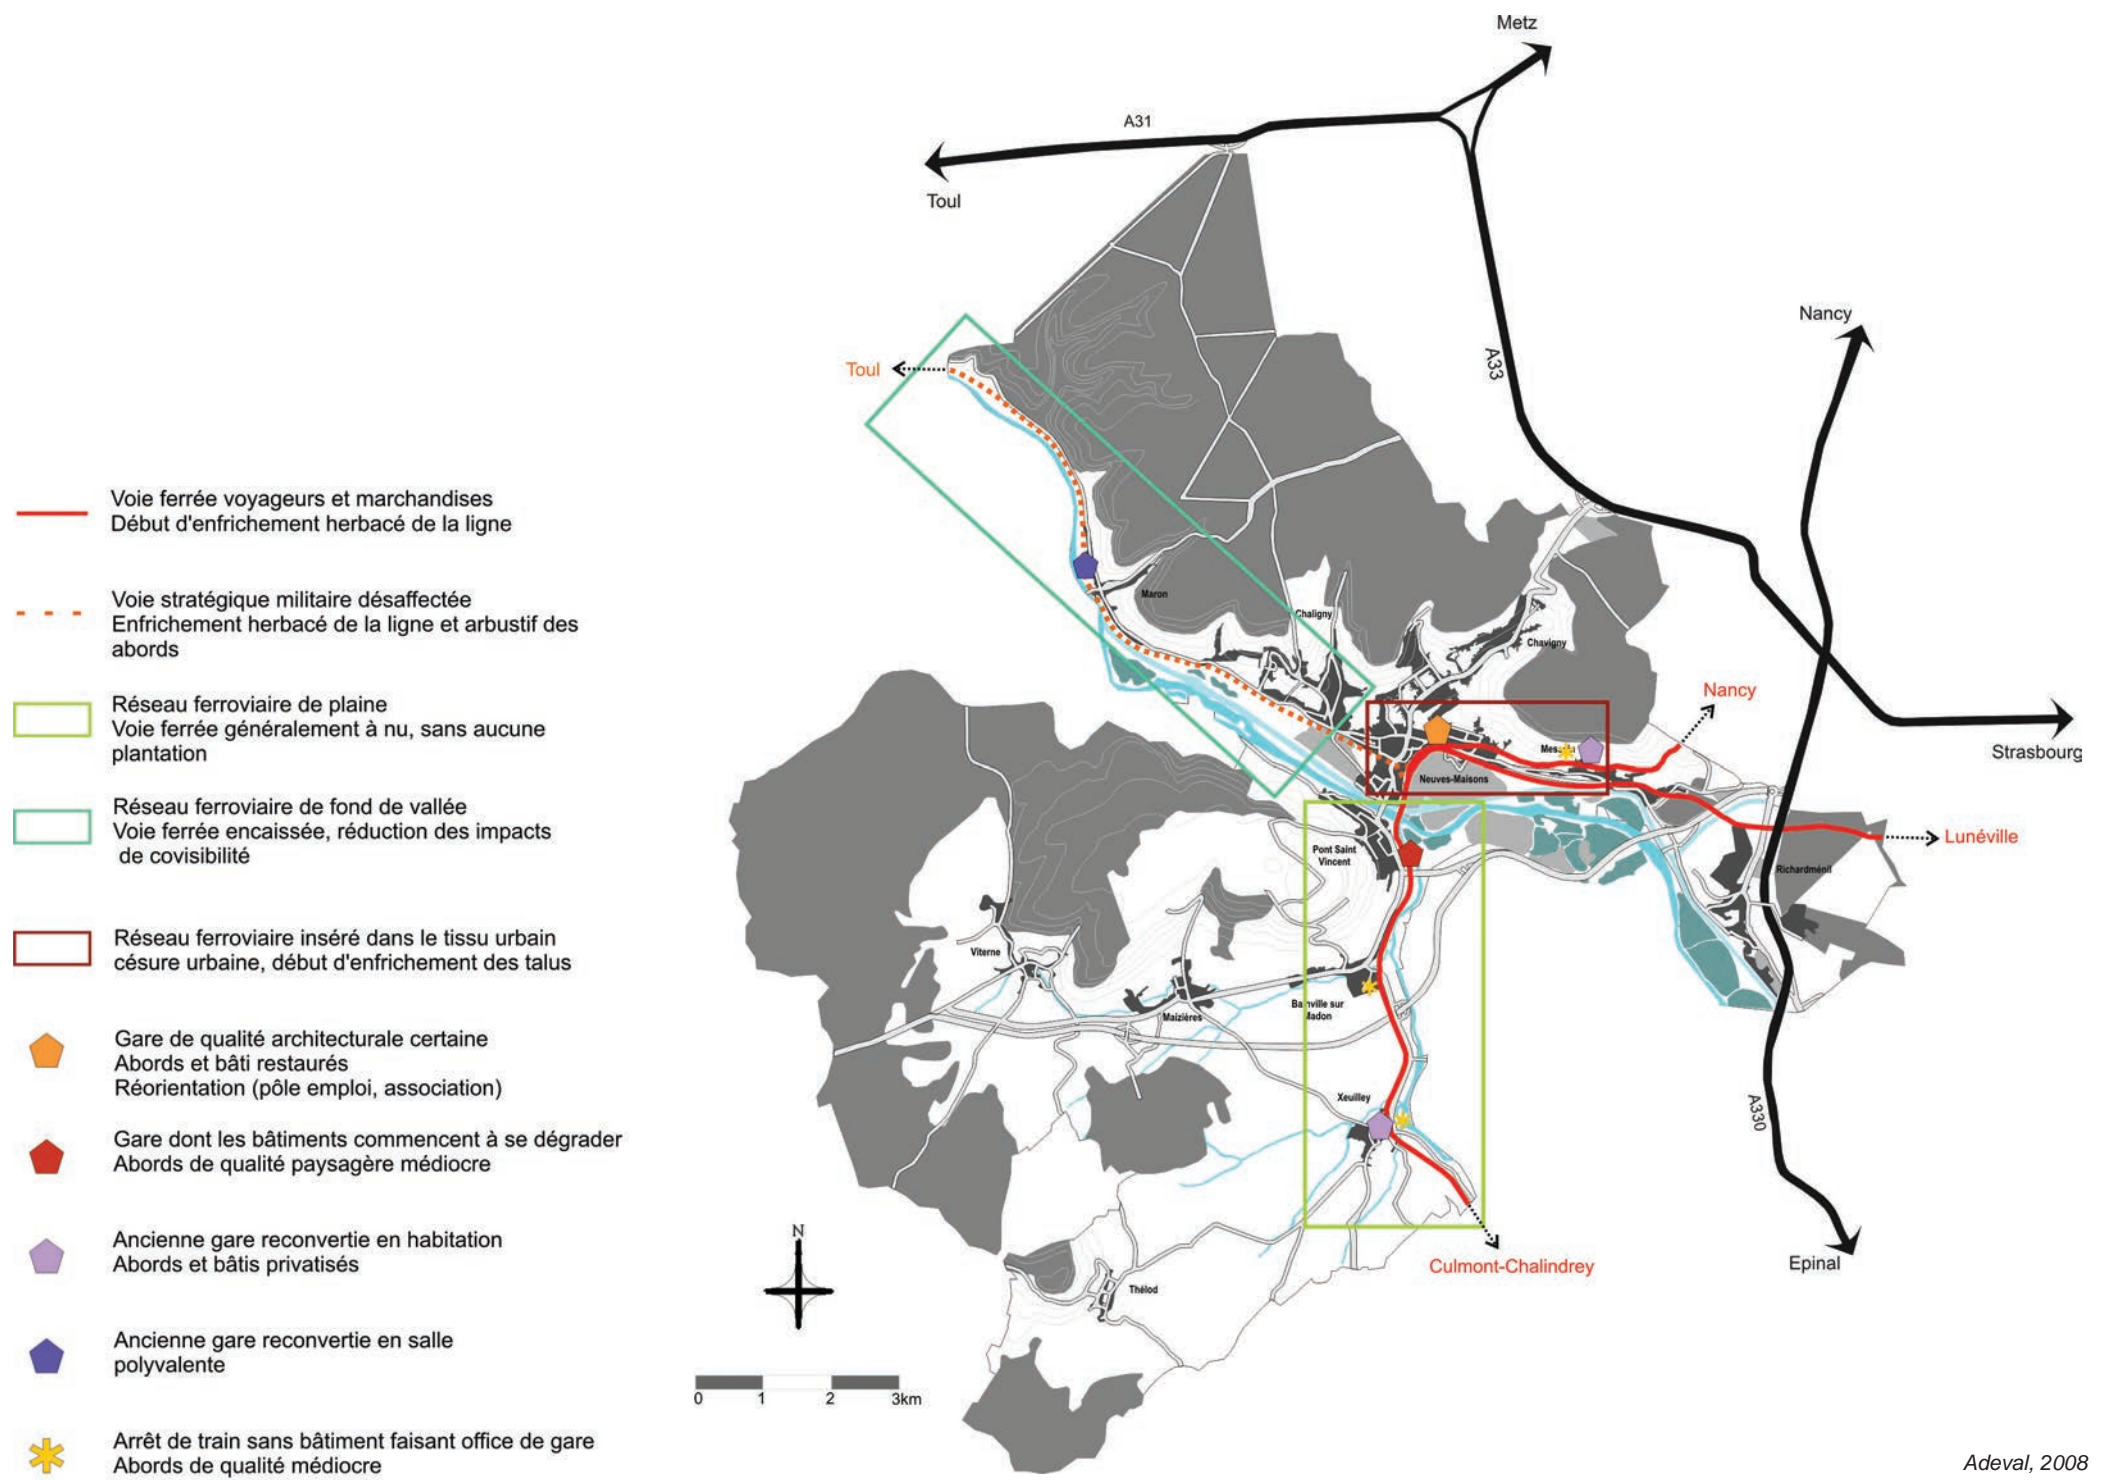 Metz
A31
Toul
Nancy
A33
Toul
Voie ferrée voyageurs et marchandises
Début d'enfrichement herbacé de la ligne
Voie stratégique militaire désaffectée
Enfrichement herbacé de la ligne et arbustif des
abords
Maron
Chaligny
Chavigny
Réseau ferroviaire de plaine
Voie ferrée généralement à nu, sans aucune
plantation
Nancy
Strasbourg
Neuves-Maisons
Réseau ferroviaire de fond de vallée
Voie ferrée encaissée, réduction des impacts
de covisibilité
Lunéville
Pont Saint
Vincent
Richardménil
Réseau ferroviaire inséré dans le tissu urbain
césure urbaine, début d'enfrichement des talus
Viterne
Maizières
Bainville sur
Madon
Gare de qualité architecturale certaine
Abords et bâti restaurés
Réorientation (pôle emploi, association)
Xeuilley
A330
Gare dont les bâtiments commencent à se dégrader
Abords de qualité paysagère médiocre
Ancienne gare reconvertie en habitation
Abords et bâtis privatisés
N
Culmont-Chalindrey
Epinal
Thélod
Ancienne gare reconvertie en salle
polyvalente
0 1 2 3km
Arrêt de train sans bâtiment faisant office de gare
Abords de qualité médiocre
Adeval, 2008